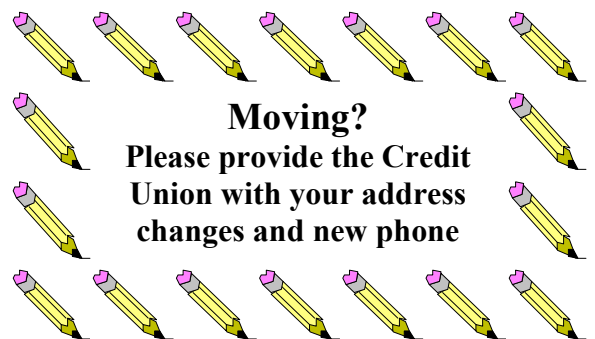 Moving?
Please provide the Credit
Union with your address
changes and new phone